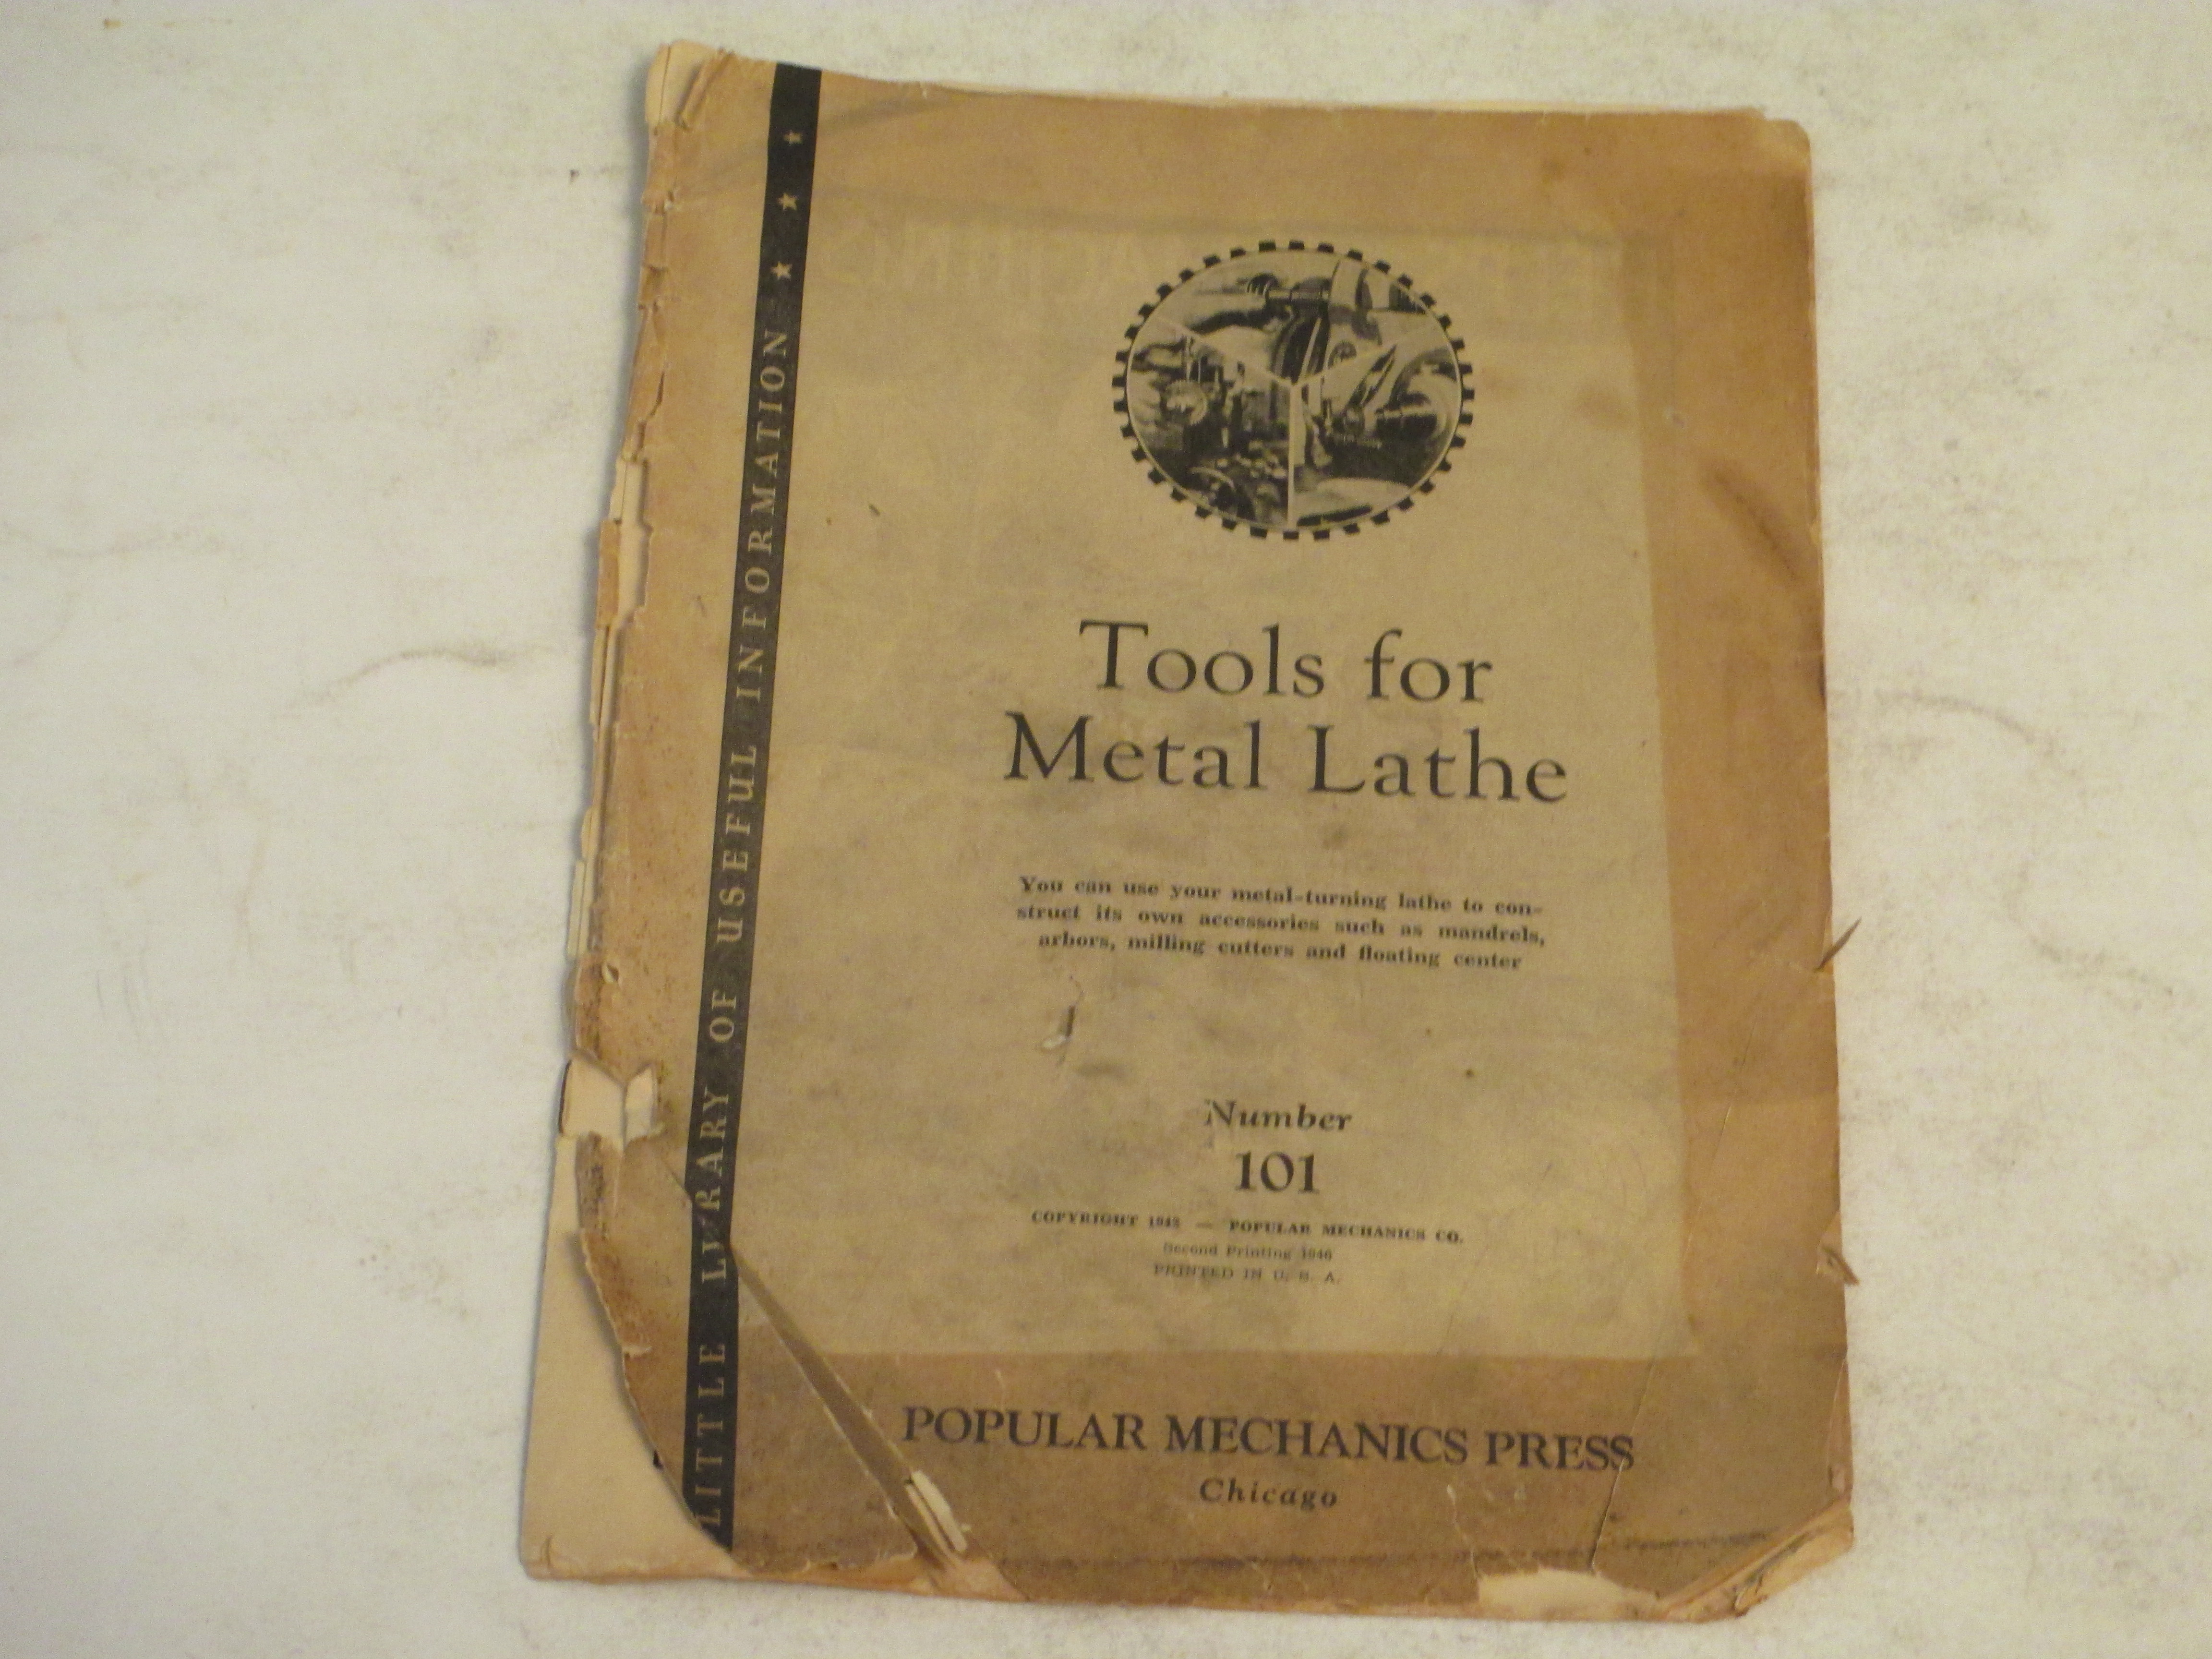 LITTLE LIBRARY OF USEFUL INFORMATION ★ ★ ★
Tools for
Metal Lathe
You can use your metal-turning lathe to con-
struct its own accessories such as mandrels,
arbors, milling cutters and floating center
Number
101
COPYRIGHT — POPULAR MECHANICS CO.
Second Printing 1946
PRINTED IN U. S. A.
POPULAR MECHANICS PRESS
Chicago